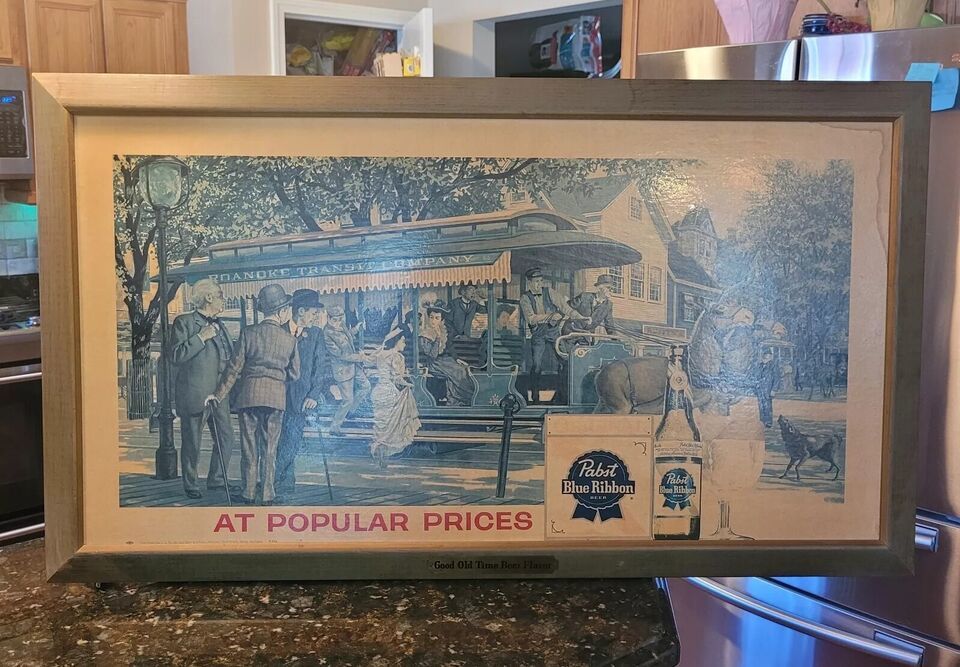 ROANOKE TRANSIT COMPANY
Pabst
Blue Ribbon
BEER
Pabst
Blue Ribbon
AT POPULAR PRICES
Good Old Time Beer Flavor